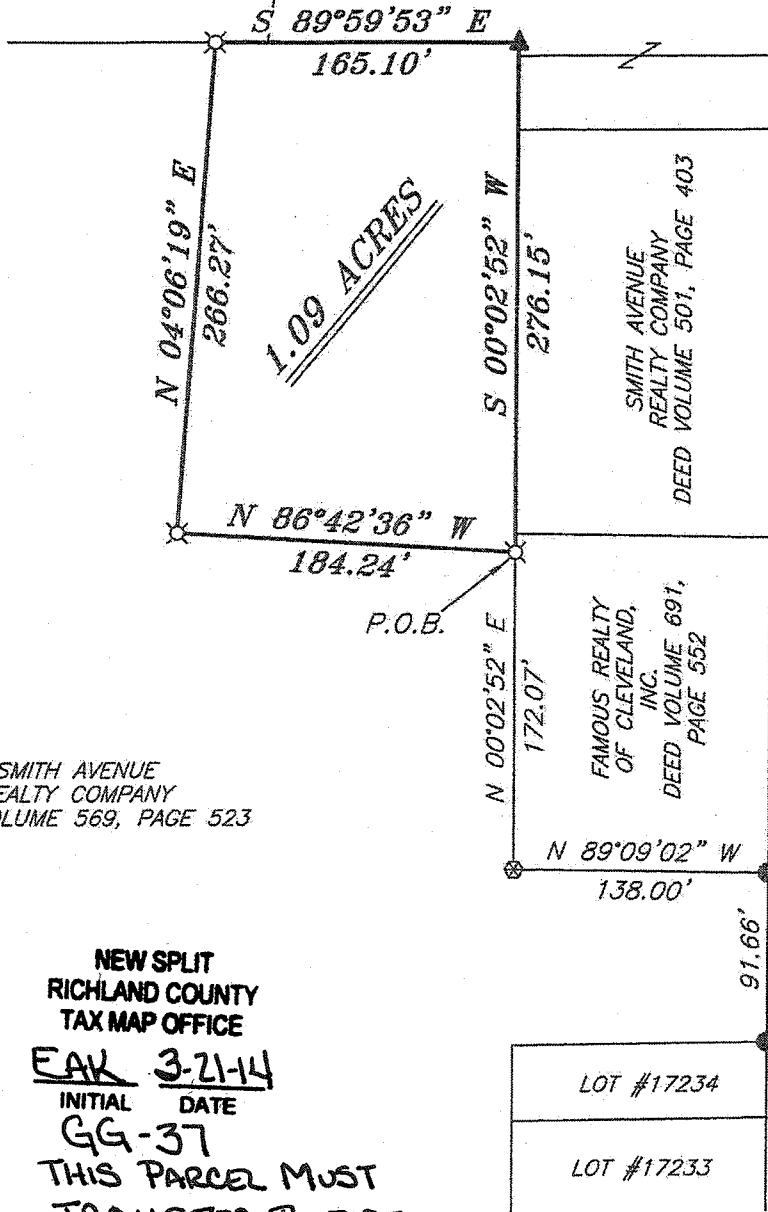 S 89°59'53" E
165.10'
N 04°06'19" E
266.27'
1.09 ACRES
S 00°02'52" W
276.15'
SMITH AVENUE
REALTY COMPANY
DEED VOLUME 501, PAGE 403
N 86°42'36" W
184.24'
P.O.B.
N 00°02'52" E
172.07'
FAMOUS REALTY
OF CLEVELAND,
INC.
DEED VOLUME 691,
PAGE 552
SMITH AVENUE
EALTY COMPANY
LUME 569, PAGE 523
N 89°09'02" W
138.00'
91.66'
NEW SPLIT
RICHLAND COUNTY
TAX MAP OFFICE
EAK 3-21-14
INITIAL DATE
GG-37
THIS PARCEL MUST
LOT #17234
LOT #17233